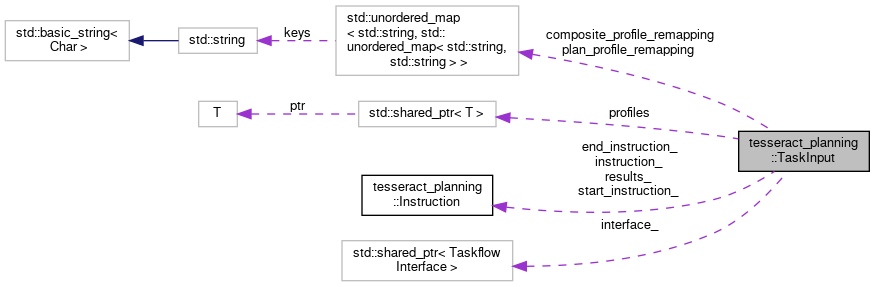 std::basic_string<
Char >
std::string
keys
std::unordered_map
< std::string, std::
unordered_map< std::string,
std::string > >
composite_profile_remapping
plan_profile_remapping
T
ptr
std::shared_ptr< T >
profiles
tesseract_planning
::TaskInput
end_instruction_
instruction_
results_
start_instruction_
tesseract_planning
::Instruction
interface_
std::shared_ptr< Taskflow
Interface >